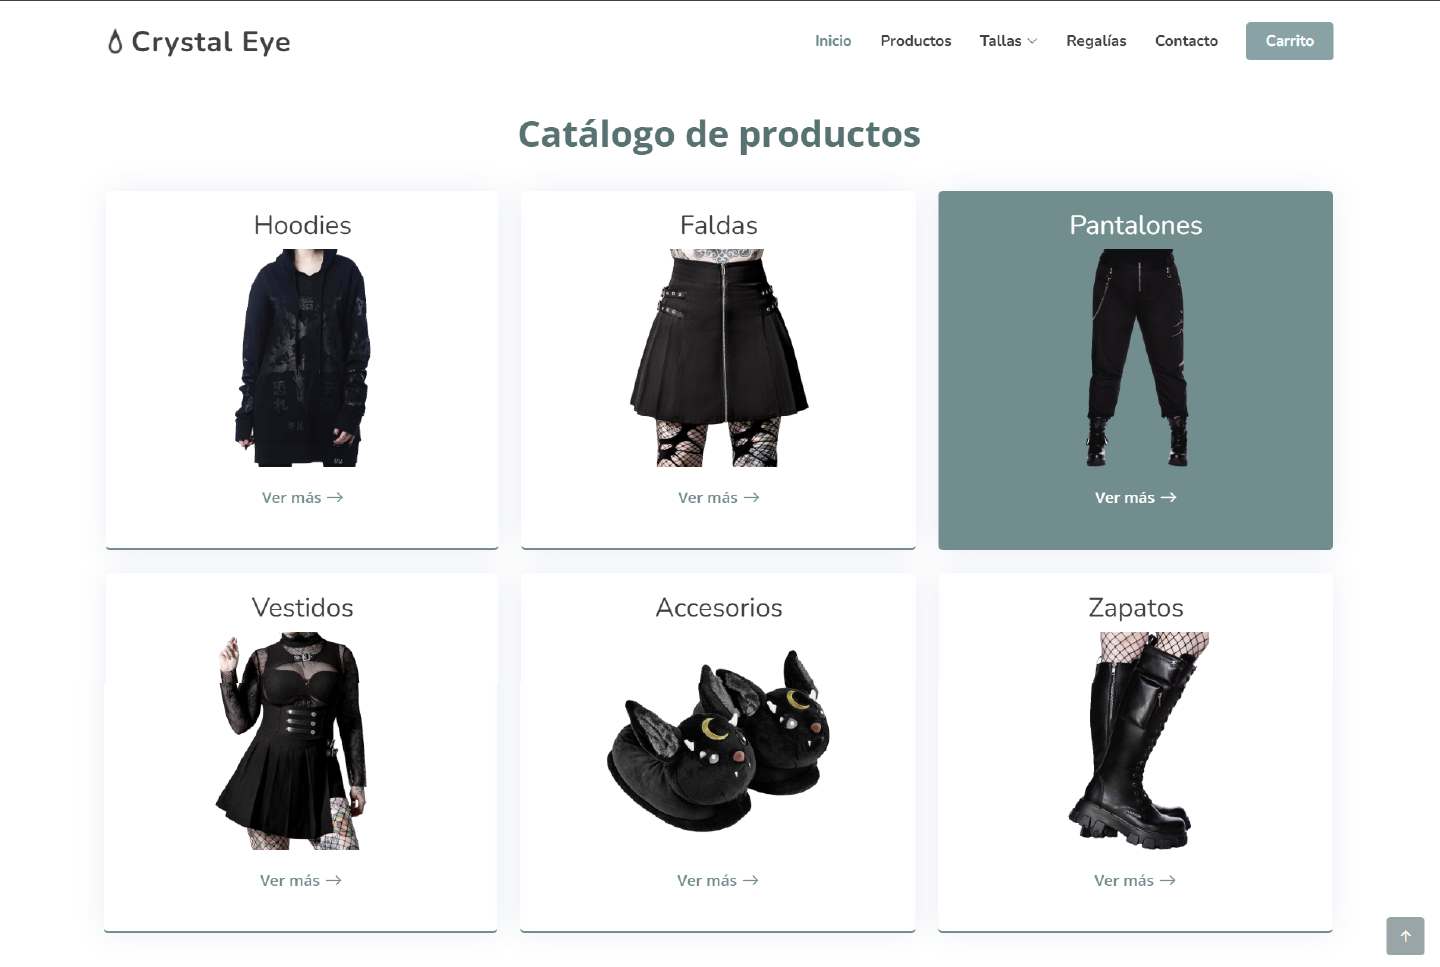 Crystal Eye
Inicio Productos Tallas Regalías Contacto Carrito
Catálogo de productos
Hoodies
Faldas
Pantalones
Ver más →
Ver más →
Ver más →
Vestidos
Accesorios
Zapatos
Ver más →
Ver más →
Ver más →